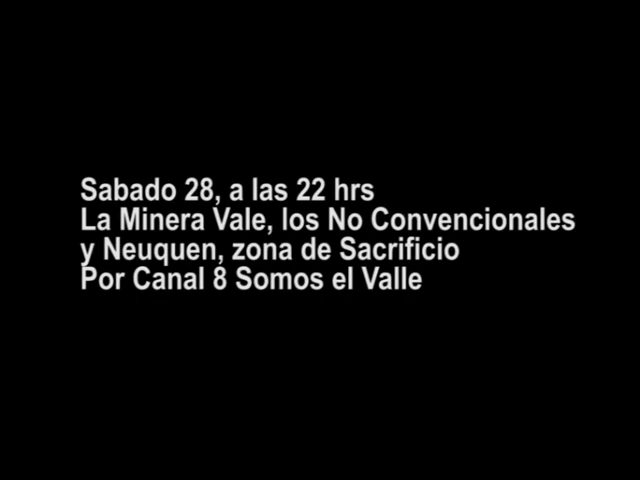 Sabado 28, a las 22 hrs
La Minera Vale, los No Convencionales
y Neuquen, zona de Sacrificio
Por Canal 8 Somos el Valle